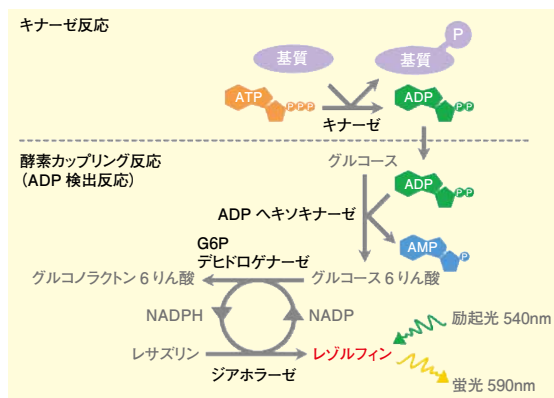 キナーゼ反応
基質
基質
P
ATP
P P P
ADP
P P
キナーゼ
酵素カップリング反応
(ADP 検出反応)
グルコース
ADP
P P
ADP ヘキソキナーゼ
AMP
P
G6P
デヒドロゲナーゼ
グルコノラクトン 6 りん酸
グルコース 6 りん酸
NADPH
NADP
励起光 540nm
レサズリン
レゾルフィン
ジアホラーゼ
蛍光 590nm